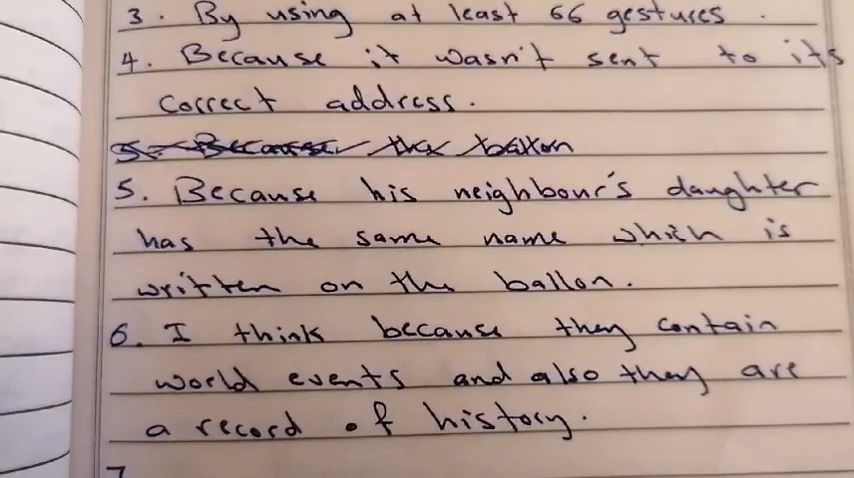 3. By using at least 66 gestures.
4. Because it wasn't sent to its
correct address.
5. Because the ballon
5. Because his neighbour's daughter
has the same name which is
written on the ballon.
6. I think because they contain
world events and also they are
a record of history.
7